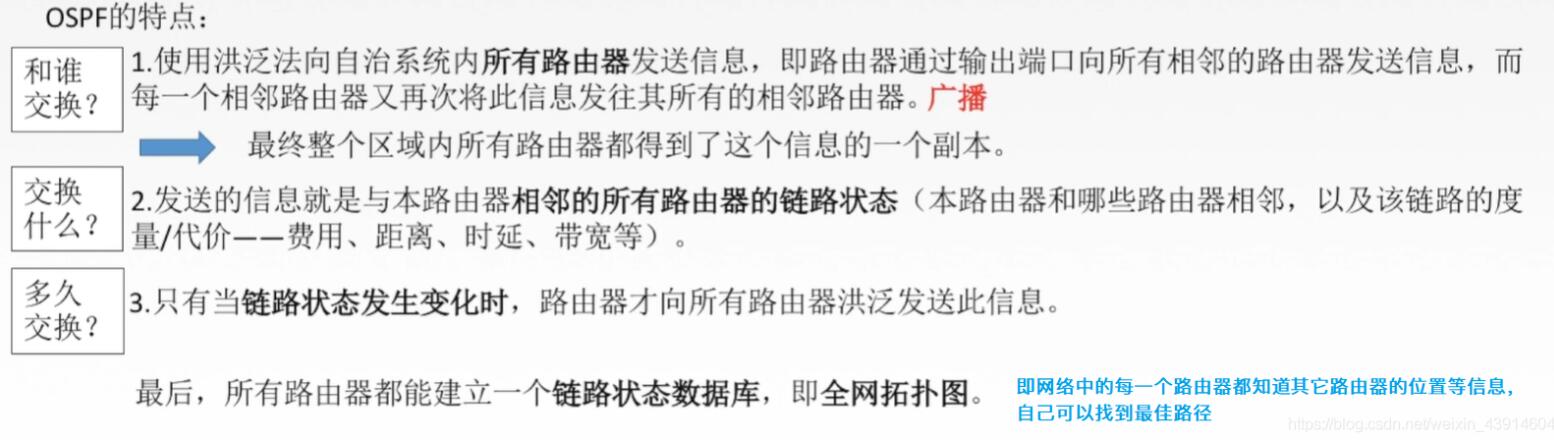 OSPF的特点：
和谁
交换？
1.使用洪泛法向自治系统内所有路由器发送信息，即路由器通过输出端口向所有相邻的路由器发送信息，而
每一个相邻路由器又再次将此信息发往其所有的相邻路由器。广播
最终整个区域内所有路由器都得到了这个信息的一个副本。
交换
什么？
2.发送的信息就是与本路由器相邻的所有路由器的链路状态（本路由器和哪些路由器相邻，以及该链路的度
量/代价——费用、距离、时延、带宽等）。
多久
交换？
3.只有当链路状态发生变化时，路由器才向所有路由器洪泛发送此信息。
最后，所有路由器都能建立一个链路状态数据库，即全网拓扑图。
即网络中的每一个路由器都知道其它路由器的位置等信息，
自己可以找到最佳路径
https://blog.csdn.net/weixin_43914604